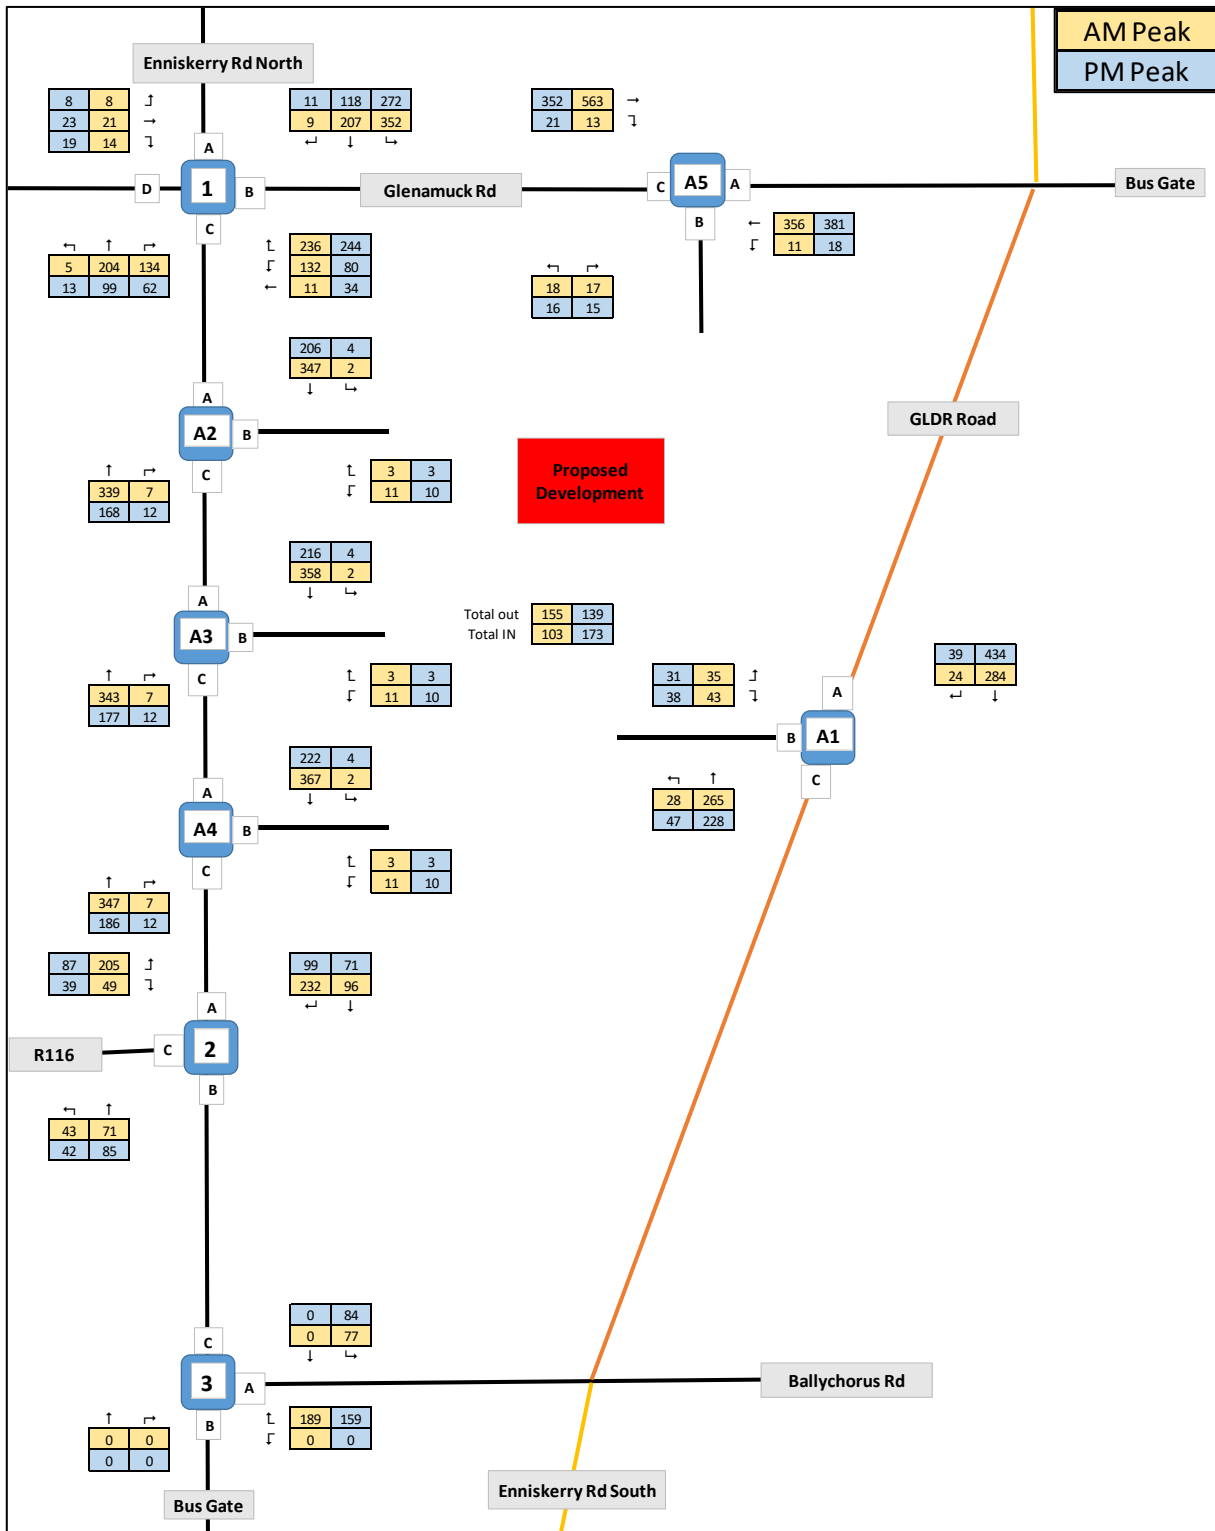 AM Peak
PM Peak
Enniskerry Rd North
8 8
23 21
19 14
11 118 272
9 207 352
352 563
21 13
A
D 1 B
C
Glenamuck Rd
C A5 A
B
Bus Gate
5 204 134
13 99 62
236 244
132 80
11 34
18 17
16 15
356 381
11 18
206 4
347 2
A
A2 B
C
339 7
168 12
3 3
11 10
Proposed
Development
GLDR Road
216 4
358 2
A
A3 B
C
Total out 155 139
Total IN 103 173
343 7
177 12
3 3
11 10
31 35
38 43
39 434
24 284
A
B A1
C
28 265
47 228
222 4
367 2
A
A4 B
C
347 7
186 12
3 3
11 10
87 205
39 49
99 71
232 96
A
R116 C 2
B
43 71
42 85
0 84
0 77
C
3 A
B
Ballychorus Rd
0 0
0 0
189 159
0 0
Enniskerry Rd South
Bus Gate